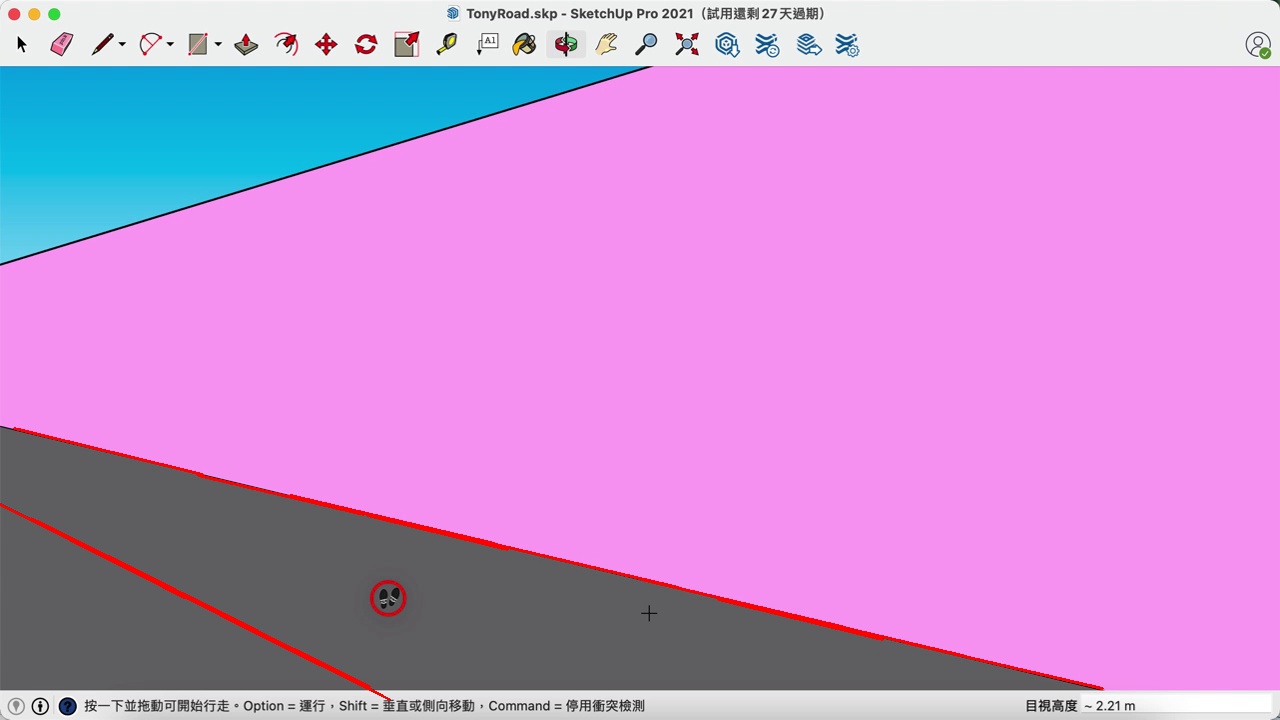 TonyRoad.skp - SketchUp Pro 2021（試用還剩 27 天過期）
A1
按一下並拖動可開始行走。Option = 運行，Shift = 垂直或側向移動，Command = 停用衝突檢測
目視高度 ~ 2.21 m